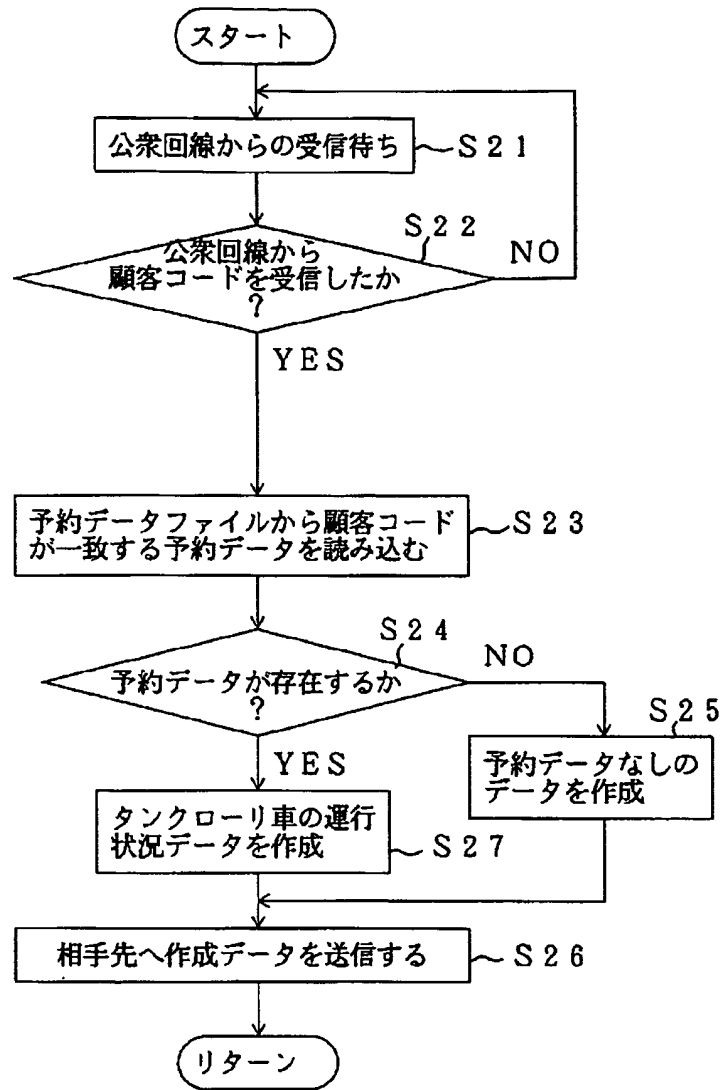 スタート
公衆回線からの受信待ち
S21
S22
公衆回線から
顧客コードを受信したか
?
NO
YES
予約データファイルから顧客コード
が一致する予約データを読み込む
S23
S24
予約データが存在するか
?
NO
YES
S25
予約データなしの
データを作成
タンクローリ車の運行
状況データを作成
S27
相手先へ作成データを送信する
S26
リターン